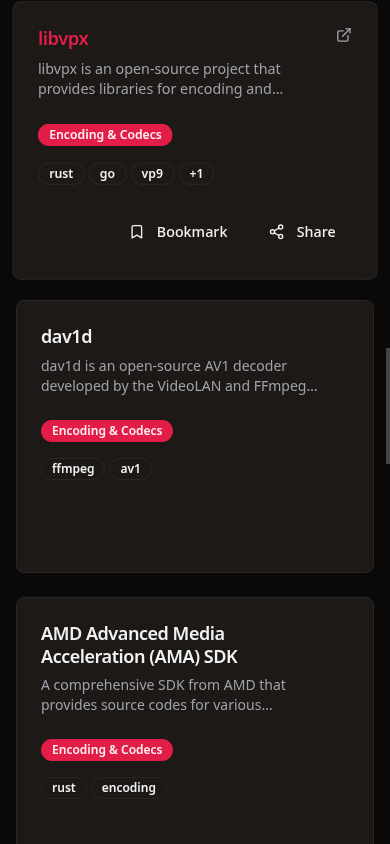 libvpx
libvpx is an open-source project that
provides libraries for encoding and...
Encoding & Codecs
rust go vp9 +1
Bookmark Share
dav1d
dav1d is an open-source AV1 decoder
developed by the VideoLAN and FFmpeg...
Encoding & Codecs
ffmpeg av1
AMD Advanced Media
Acceleration (AMA) SDK
A comprehensive SDK from AMD that
provides source codes for various...
Encoding & Codecs
rust encoding